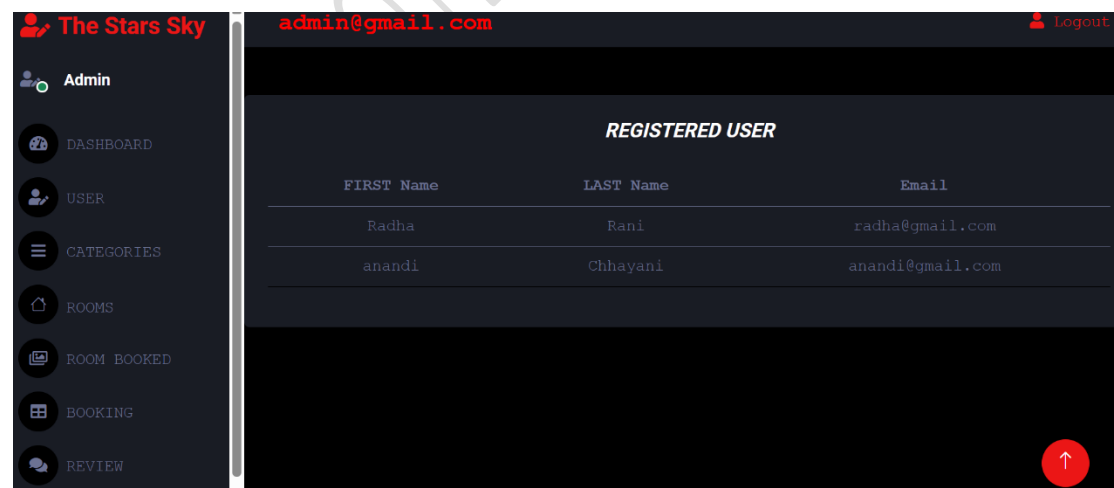 The Stars Sky
admin@gmail.com
Logout
Admin
DASHBOARD
USER
CATEGORIES
ROOMS
ROOM BOOKED
BOOKING
REVIEW
REGISTERED USER
FIRST Name LAST Name Email
Radha Rani radha@gmail.com
anandi Chhayani anandi@gmail.com